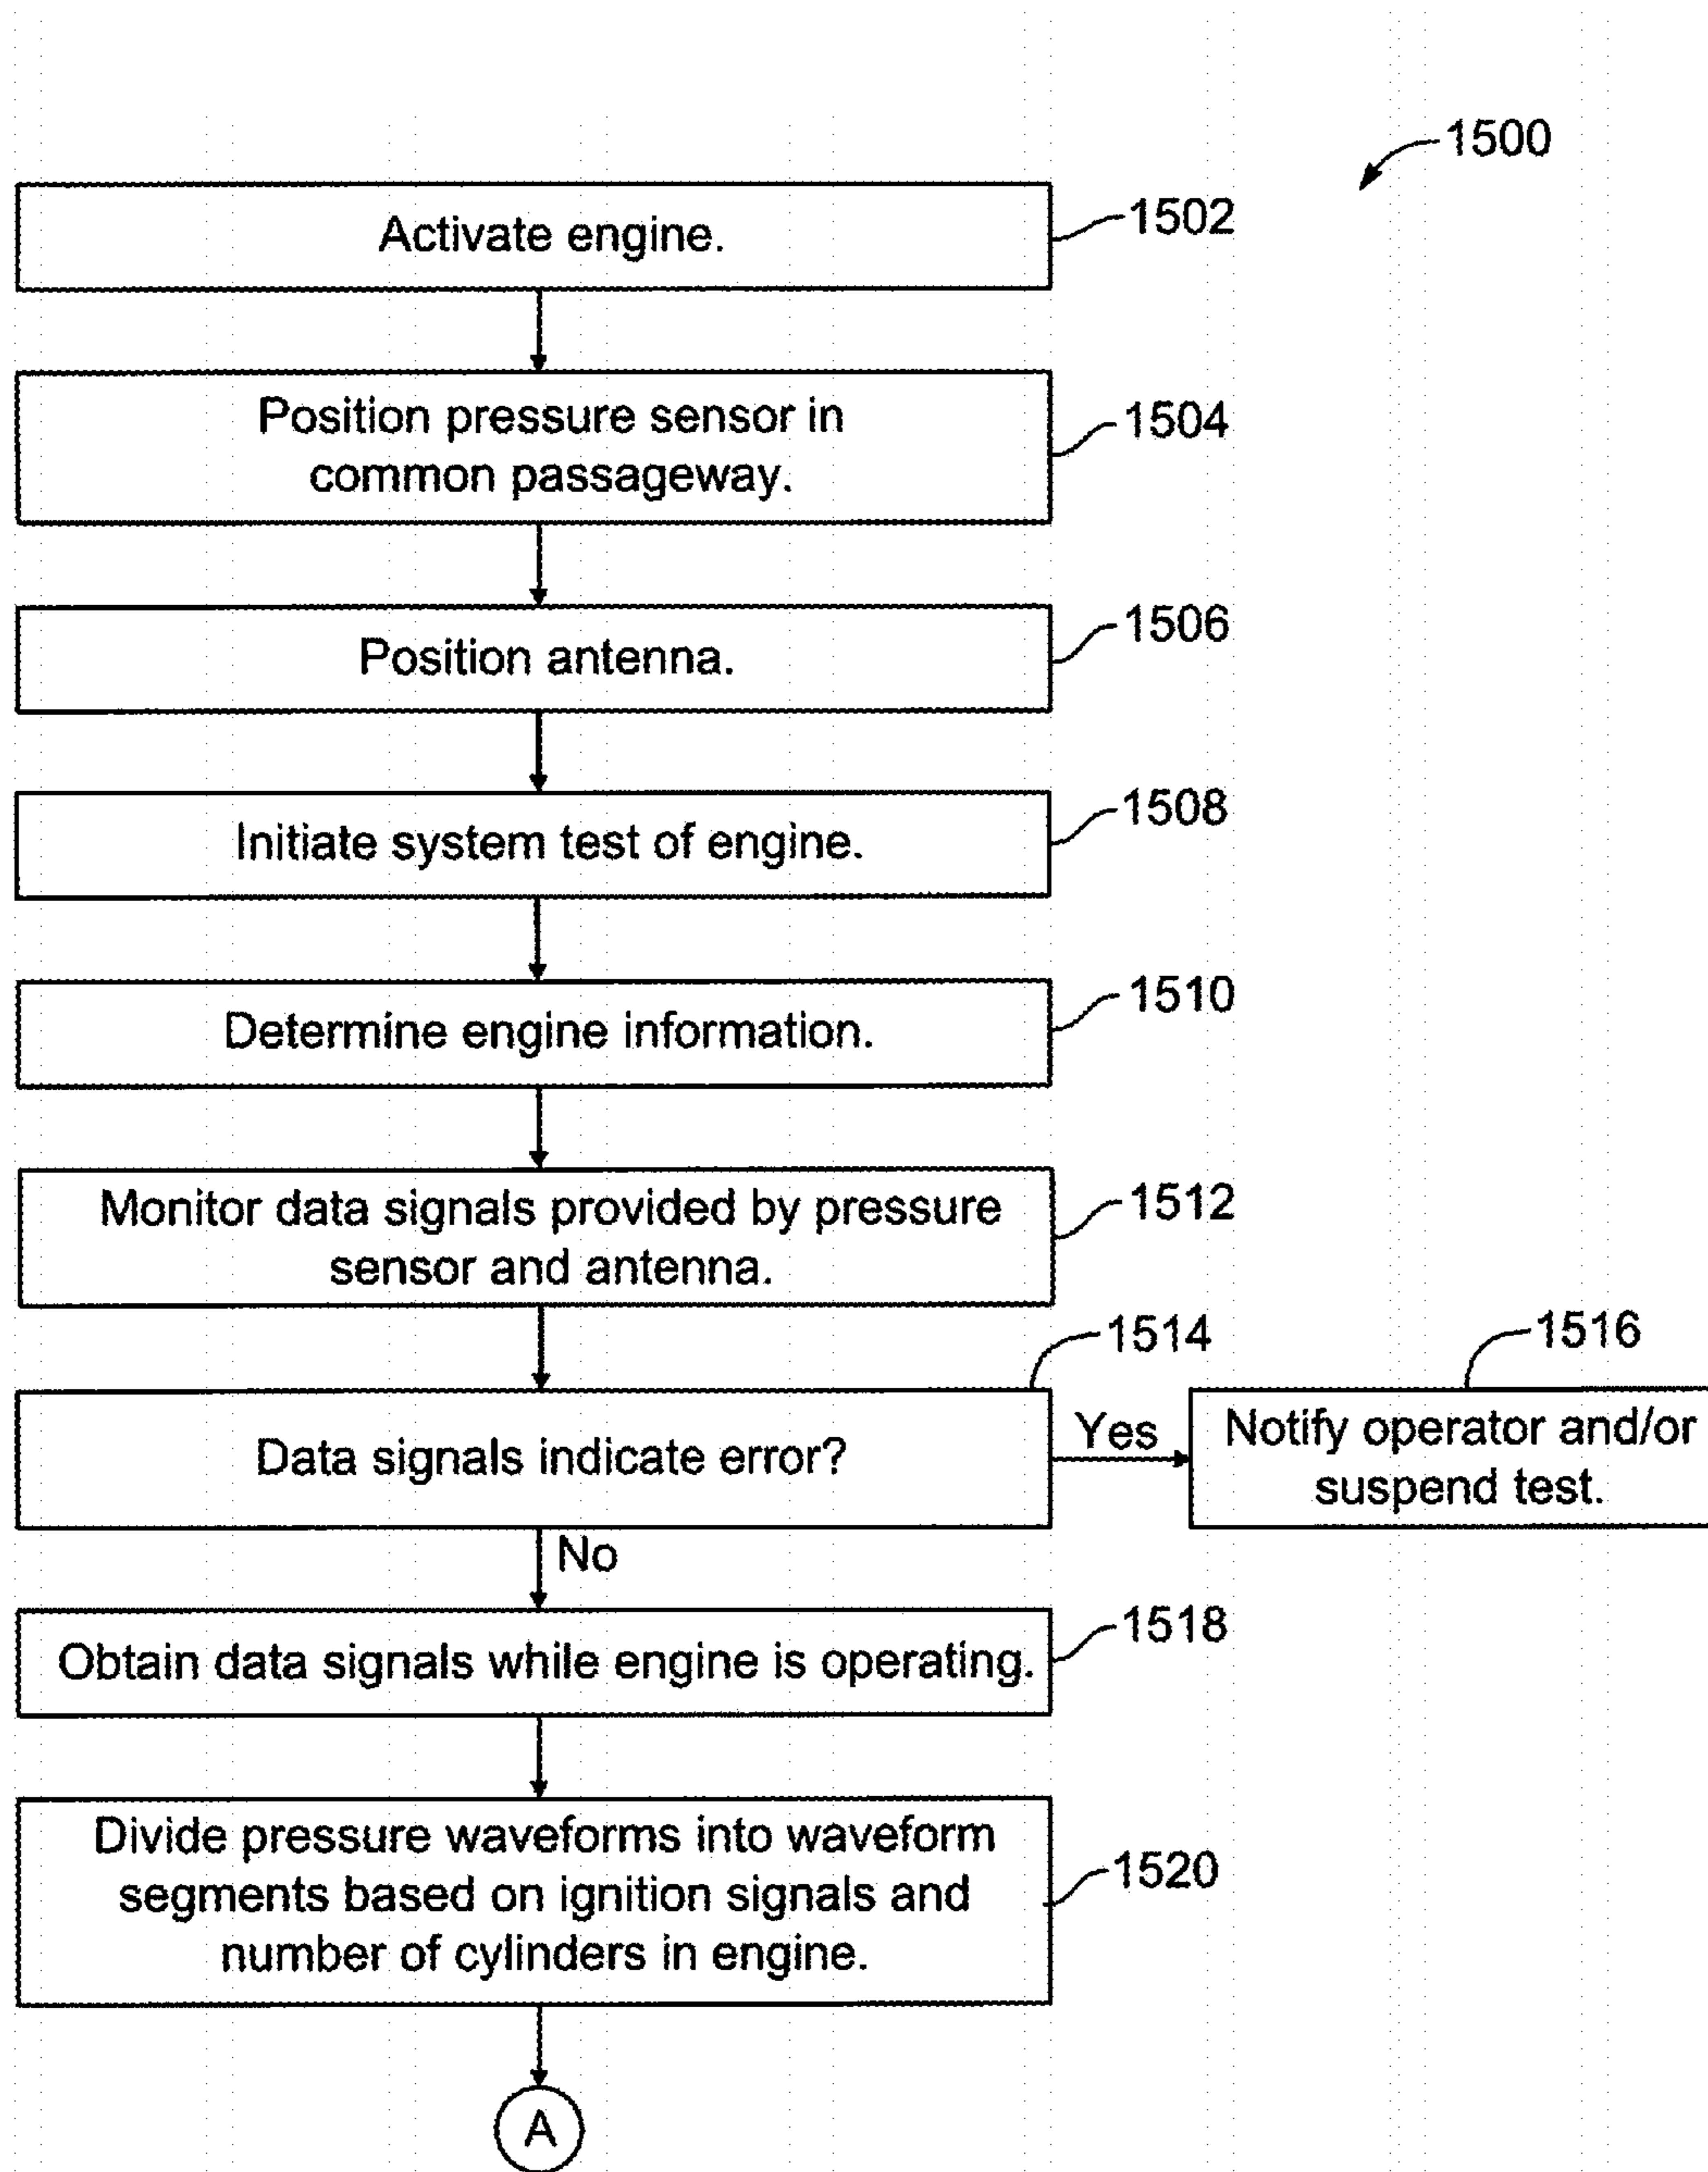 1500
Activate engine.
1502
Position pressure sensor in
common passageway.
1504
Position antenna.
1506
Initiate system test of engine.
1508
Determine engine information.
1510
Monitor data signals provided by pressure
sensor and antenna.
1512
Data signals indicate error?
1514
Yes
Notify operator and/or
suspend test.
1516
No
Obtain data signals while engine is operating.
1518
Divide pressure waveforms into waveform
segments based on ignition signals and
number of cylinders in engine.
1520
A